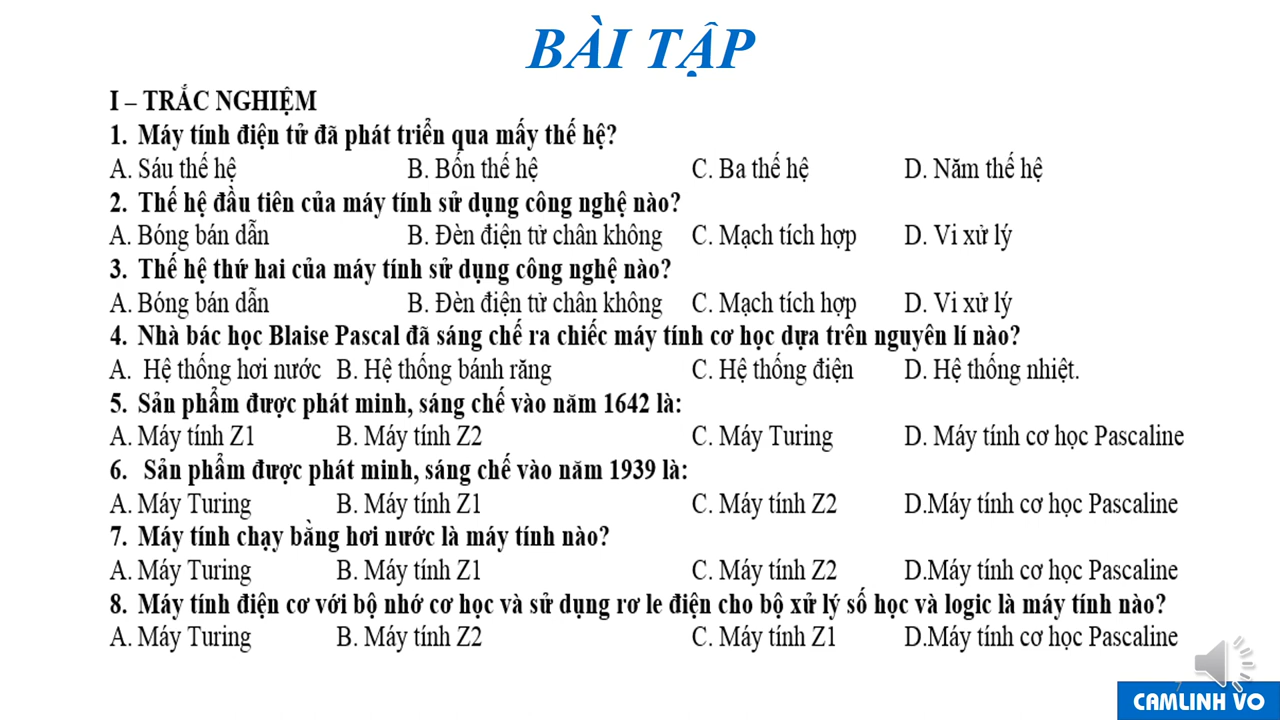 BÀI TẬP
I – TRẮC NGHIỆM
1. Máy tính điện tử đã phát triển qua mấy thế hệ?
A. Sáu thế hệ B. Bốn thế hệ C. Ba thế hệ D. Năm thế hệ
2. Thế hệ đầu tiên của máy tính sử dụng công nghệ nào?
A. Bóng bán dẫn B. Đèn điện tử chân không C. Mạch tích hợp D. Vi xử lý
3. Thế hệ thứ hai của máy tính sử dụng công nghệ nào?
A. Bóng bán dẫn B. Đèn điện tử chân không C. Mạch tích hợp D. Vi xử lý
4. Nhà bác học Blaise Pascal đã sáng chế ra chiếc máy tính cơ học dựa trên nguyên lí nào?
A. Hệ thống hơi nước B. Hệ thống bánh răng C. Hệ thống điện D. Hệ thống nhiệt.
5. Sản phẩm được phát minh, sáng chế vào năm 1642 là:
A. Máy tính Z1 B. Máy tính Z2 C. Máy Turing D. Máy tính cơ học Pascaline
6. Sản phẩm được phát minh, sáng chế vào năm 1939 là:
A. Máy Turing B. Máy tính Z1 C. Máy tính Z2 D.Máy tính cơ học Pascaline
7. Máy tính chạy bằng hơi nước là máy tính nào?
A. Máy Turing B. Máy tính Z1 C. Máy tính Z2 D.Máy tính cơ học Pascaline
8. Máy tính điện cơ với bộ nhớ cơ học và sử dụng rơ le điện cho bộ xử lý số học và logic là máy tính nào?
A. Máy Turing B. Máy tính Z2 C. Máy tính Z1 D.Máy tính cơ học Pascaline
7
CAMLINH VO